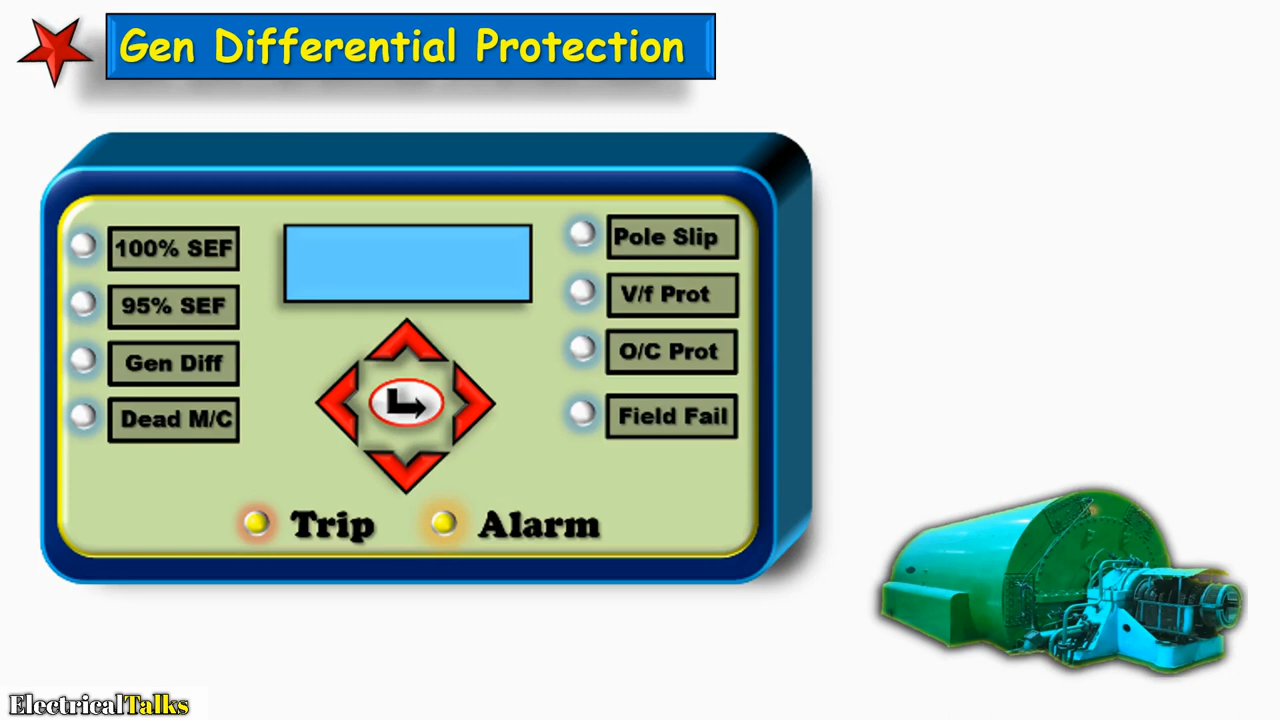 Gen Differential Protection
100% SEF
95% SEF
Gen Diff
Dead M/C
Pole Slip
V/f Prot
O/C Prot
Field Fail
Trip
Alarm
ElectricalTalks